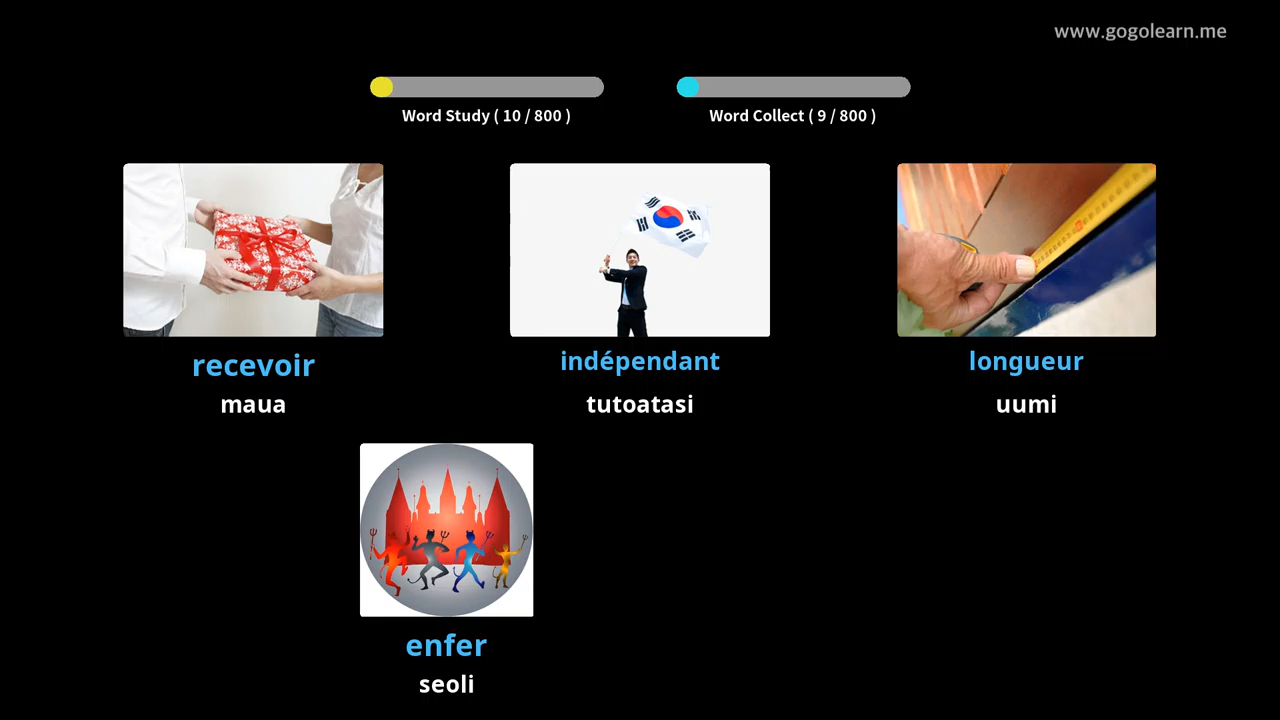 www.gogolearn.me
Word Study ( 10 / 800 )
Word Collect ( 9 / 800 )
recevoir
maua
indépendant
tutoatasi
longueur
uumi
enfer
seoli